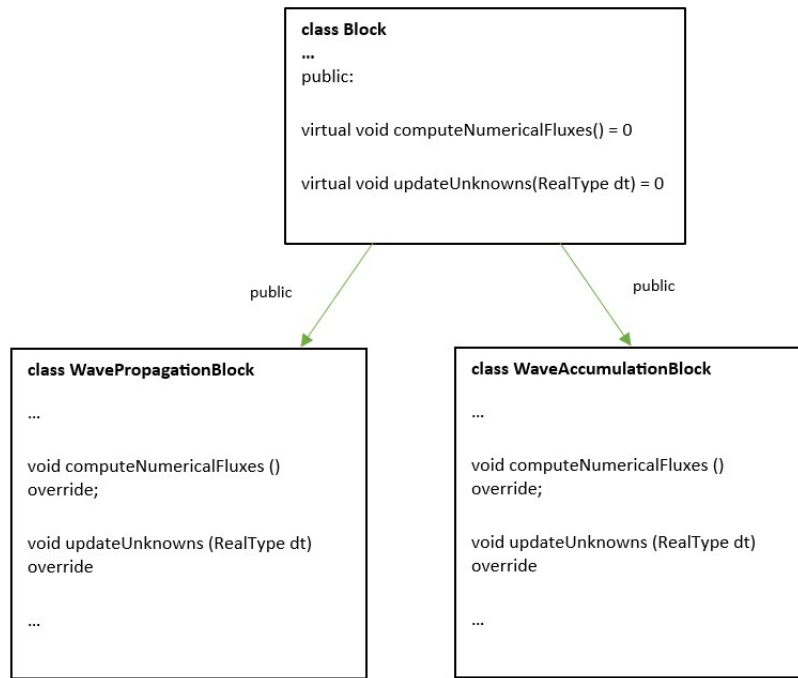 class Block
...
public:
virtual void computeNumericalFluxes() = 0
virtual void updateUnknowns(RealType dt) = 0
public
public
class WavePropagationBlock
...
void computeNumericalFluxes ()
override;
void updateUnknowns (RealType dt)
override
...
class WaveAccumulationBlock
...
void computeNumericalFluxes ()
override;
void updateUnknowns (RealType dt)
override
...